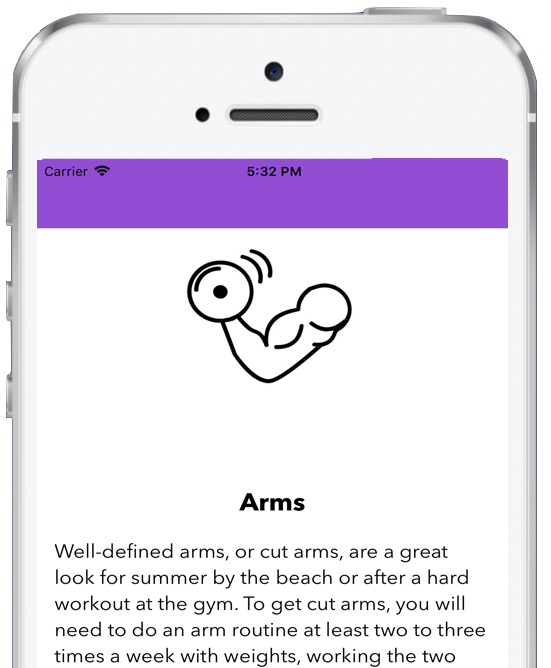 Carrier 5:32 PM
Arms
Well-defined arms, or cut arms, are a great
look for summer by the beach or after a hard
workout at the gym. To get cut arms, you will
need to do an arm routine at least two to three
times a week with weights, working the two